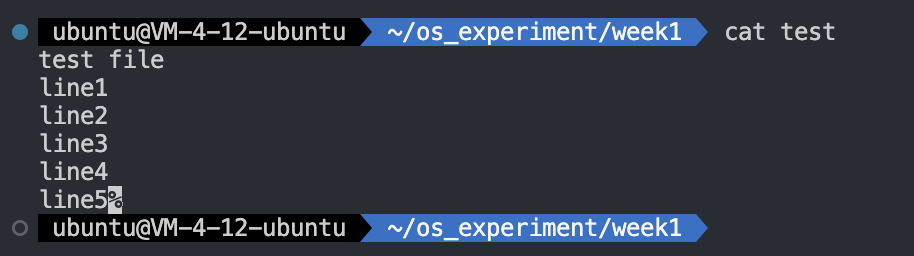 ubuntu@VM-4-12-ubuntu ~/os_experiment/week1 cat test
test file
line1
line2
line3
line4
line5%
ubuntu@VM-4-12-ubuntu ~/os_experiment/week1